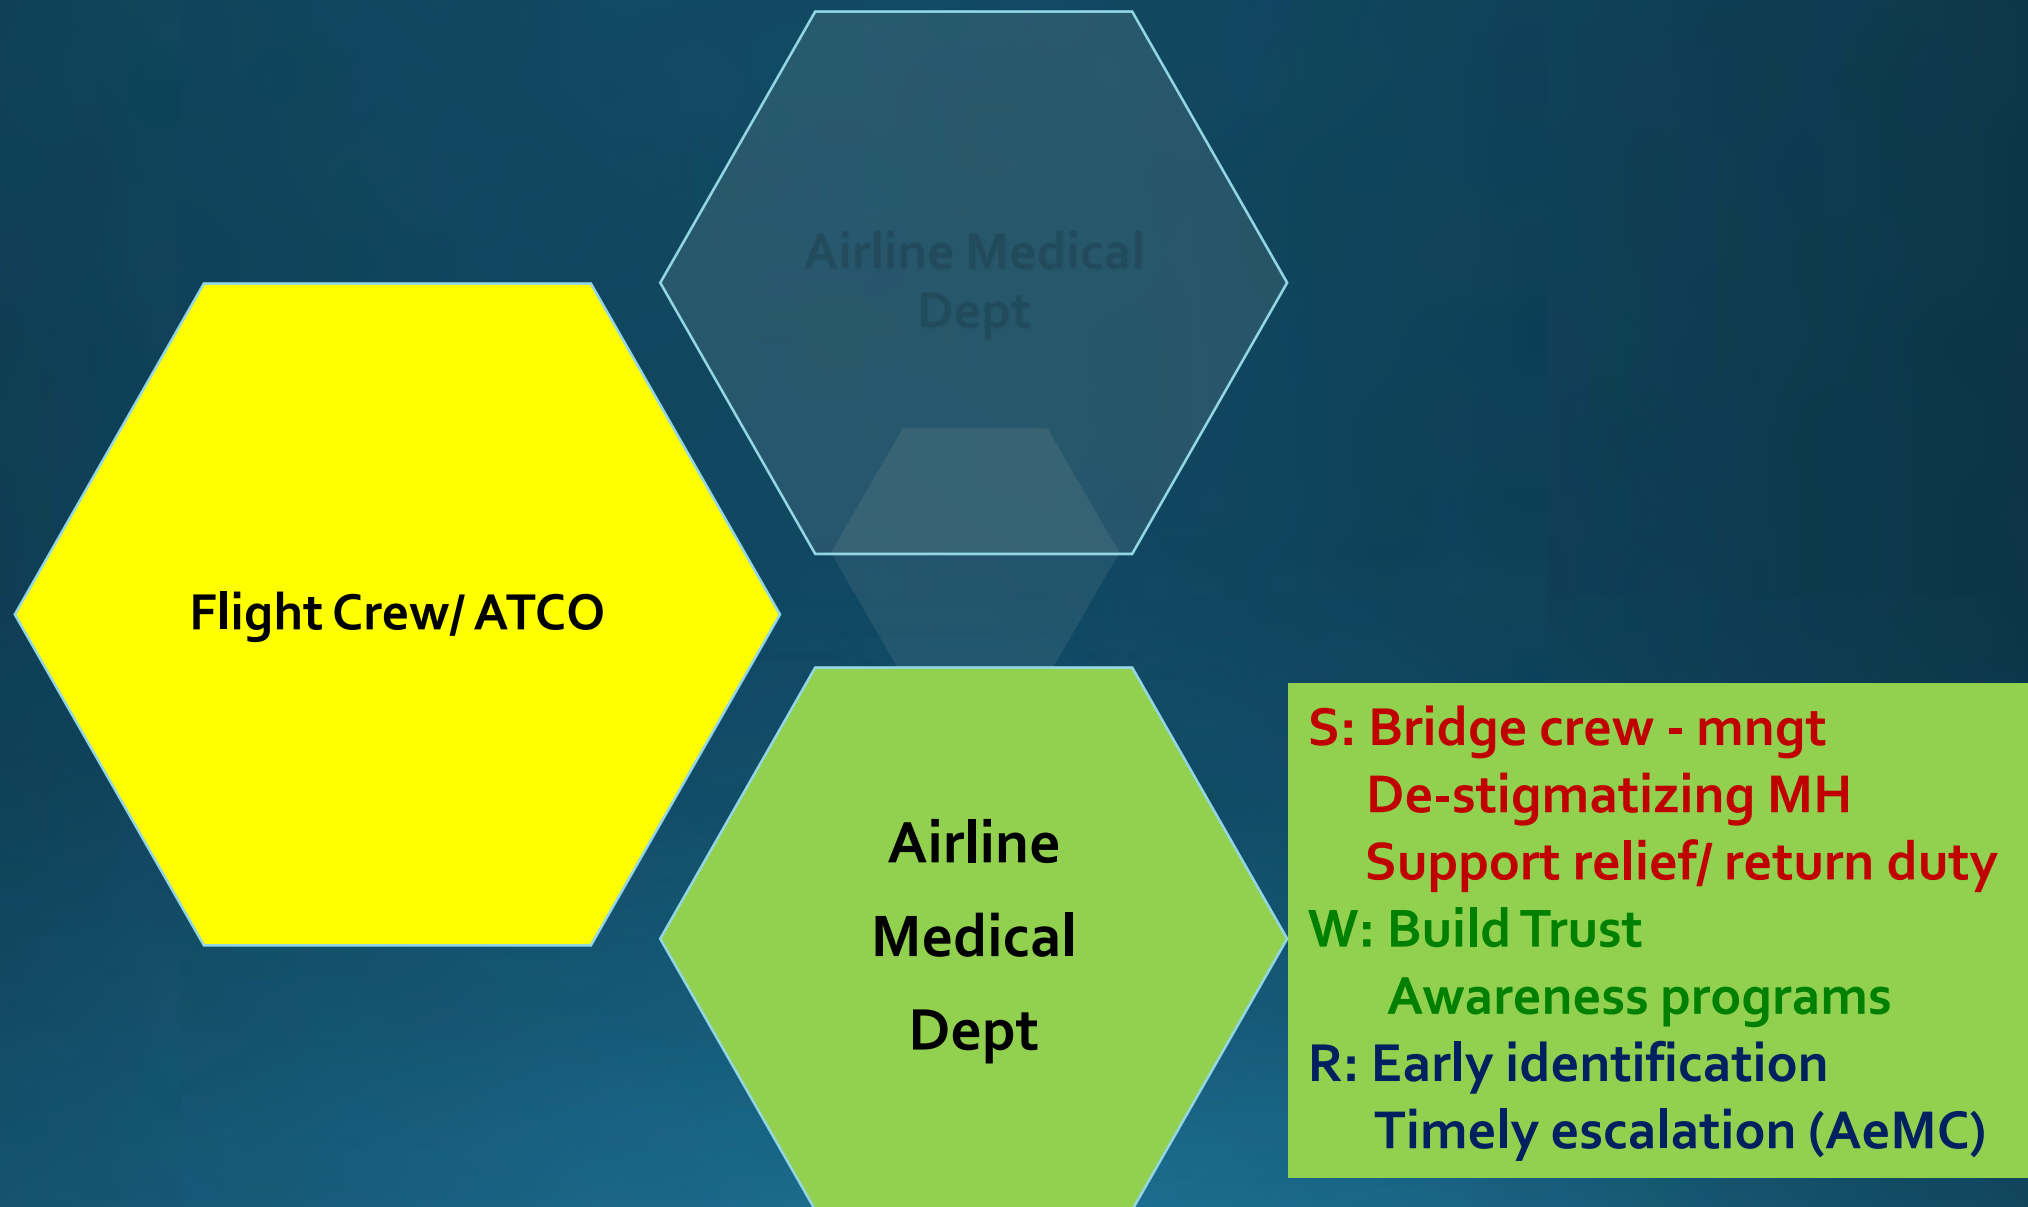 Airline Medical
Dept
Flight Crew/ ATCO
Airline
Medical
Dept
S: Bridge crew - mngt
De-stigmatizing MH
Support relief/ return duty
W: Build Trust
Awareness programs
R: Early identification
Timely escalation (AeMC)